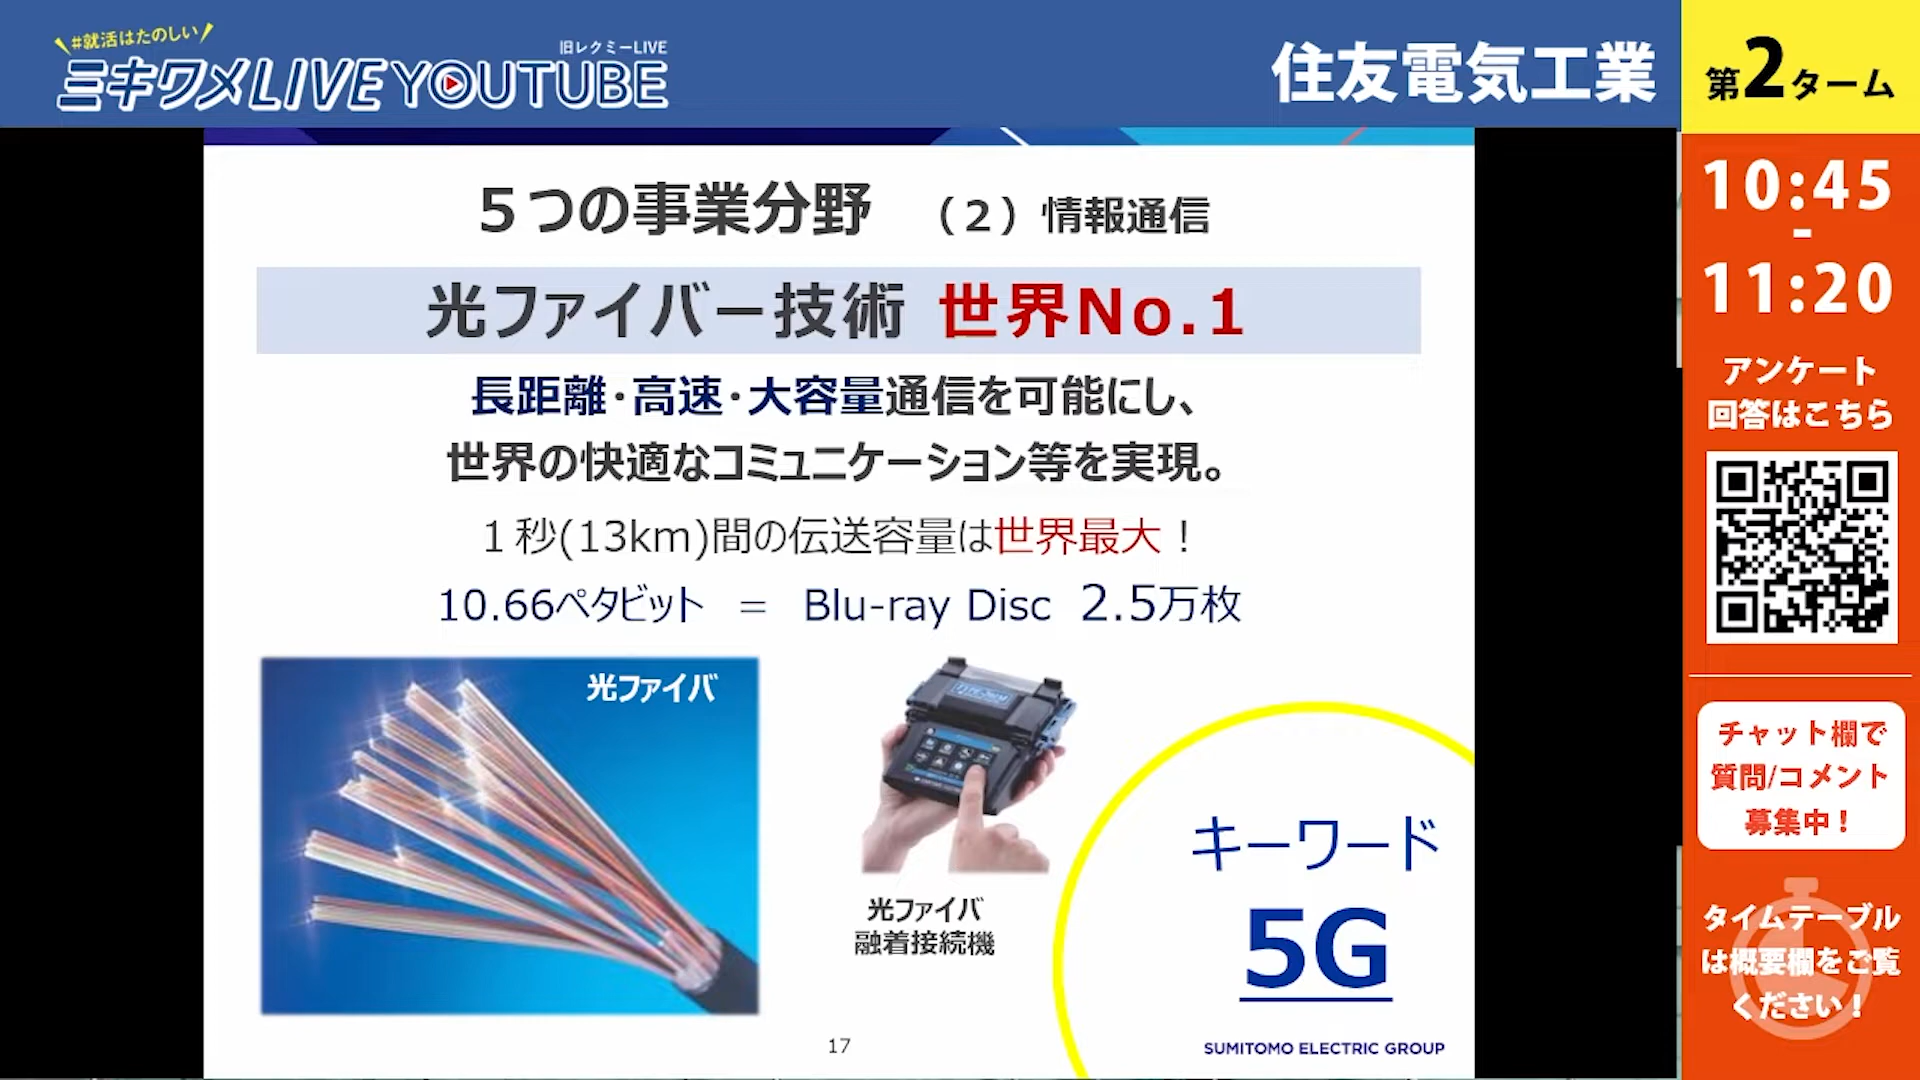 #就活はたのしい
旧レクミーLIVE
ミキワメLIVE YOUTUBE
住友電気工業
第2ターム
10:45
-
11:20
アンケート
回答はこちら
チャット欄で
質問/コメント
募集中！
タイムテーブル
は概要欄をご覧
ください！
５つの事業分野 （２）情報通信
光ファイバー技術 世界No.1
長距離・高速・大容量通信を可能にし、
世界の快適なコミュニケーション等を実現。
１秒(13km)間の伝送容量は世界最大！
10.66ペタビット ＝ Blu-ray Disc 2.5万枚
光ファイバ
光ファイバ
融着接続機
キーワード
5G
17
SUMITOMO ELECTRIC GROUP